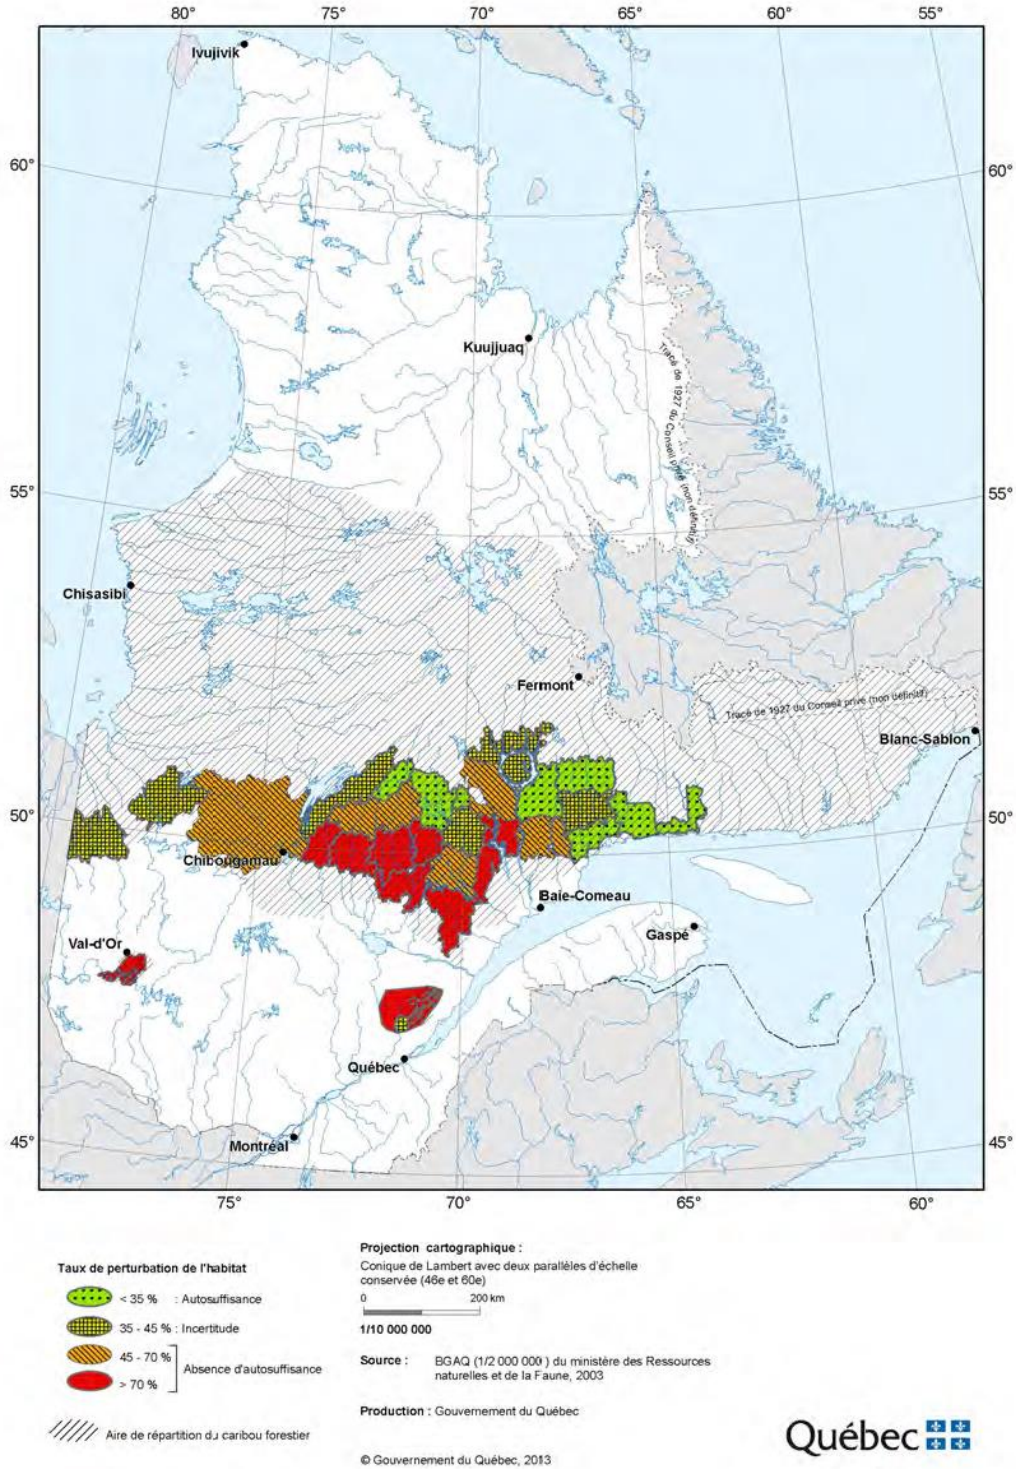 80°
75°
70°
65°
60°
55°
Ivujivik
60°
60°
Kuujjuaq
Tracé de 1927 du Conseil privé (non définitif)
55°
55°
Chisasibi
Fermont
Tracé de 1927 du Conseil privé (non définitif)
Blanc-Sablon
50°
50°
Chibougamau
Baie-Comeau
Gaspé
Val-d'Or
Québec
45°
45°
Montréal
75°
70°
65°
60°
Taux de perturbation de l'habitat
< 35 % : Autosuffisance
35 - 45 % : Incertitude
45 - 70 %
Absence d'autosuffisance
> 70 %
Aire de répartition du caribou forestier
Projection cartographique :
Conique de Lambert avec deux parallèles d'échelle
conservée (46e et 60e)
0 200 km
1/10 000 000
Source : BGAQ (1/2 000 000 ) du ministère des Ressources
naturelles et de la Faune, 2003
Production : Gouvernement du Québec
© Gouvernement du Québec, 2013
Québec